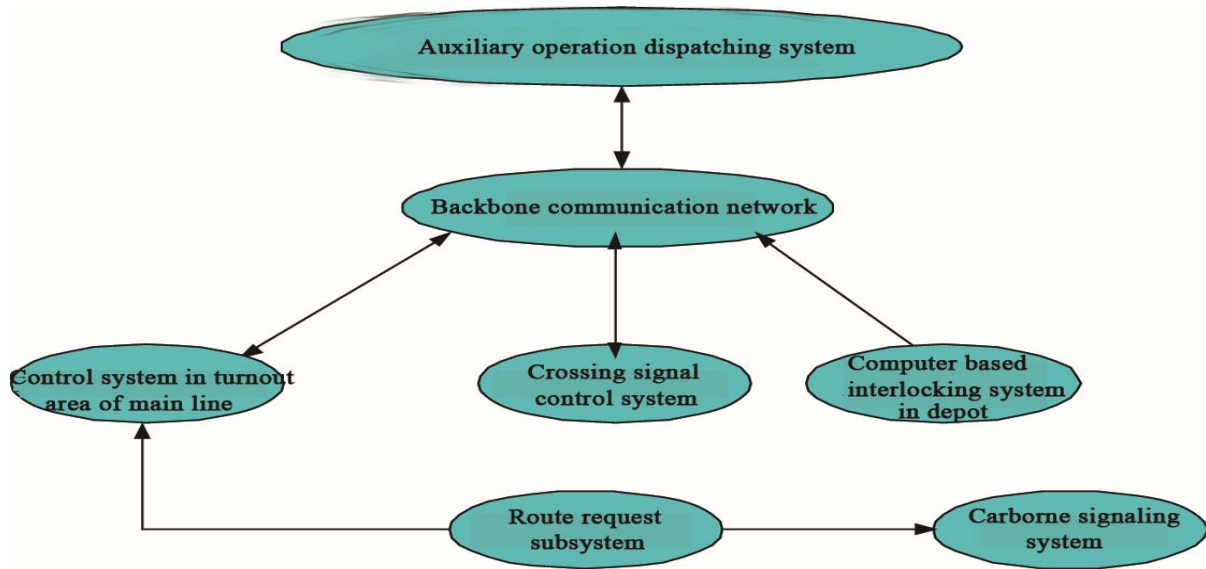 Auxiliary operation dispatching system
Backbone communication network
Control system in turnout
area of main line
Crossing signal
control system
Computer based
interlocking system
in depot
Route request
subsystem
Carborne signaling
system